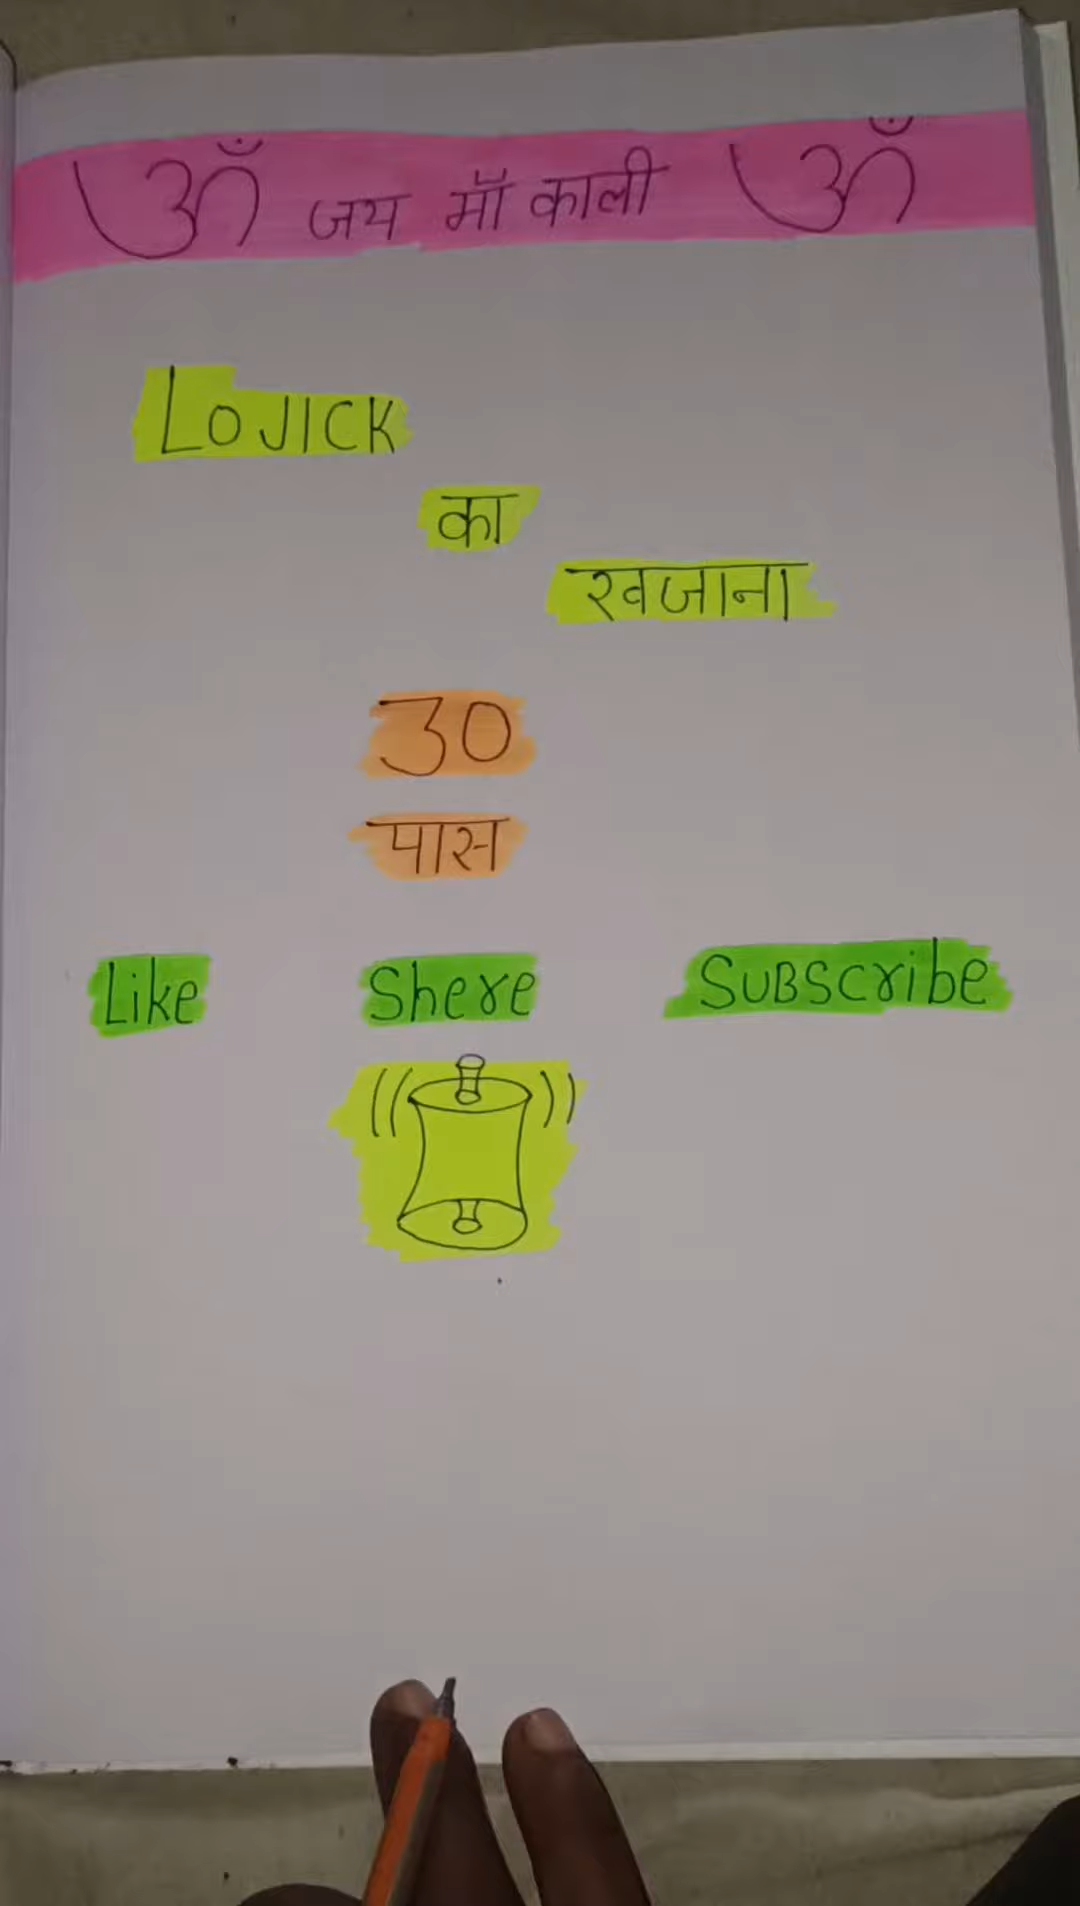 ॐ जय माँ काली ॐ
LOJICK
का
खजाना
30
पास
Like Shere SUBSCribe